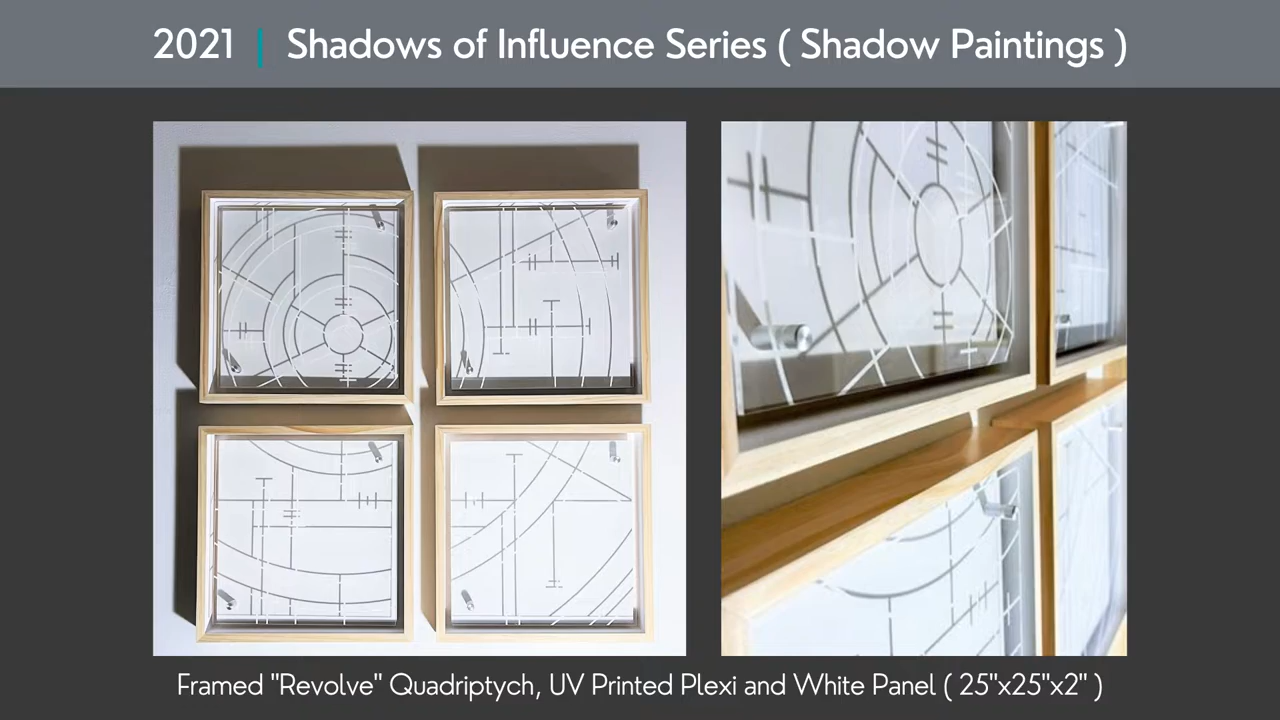 2021 | Shadows of Influence Series ( Shadow Paintings )
Framed "Revolve" Quadriptych, UV Printed Plexi and White Panel ( 25"x25"x2" )